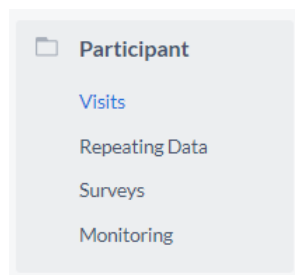 Participant
Visits
Repeating Data
Surveys
Monitoring